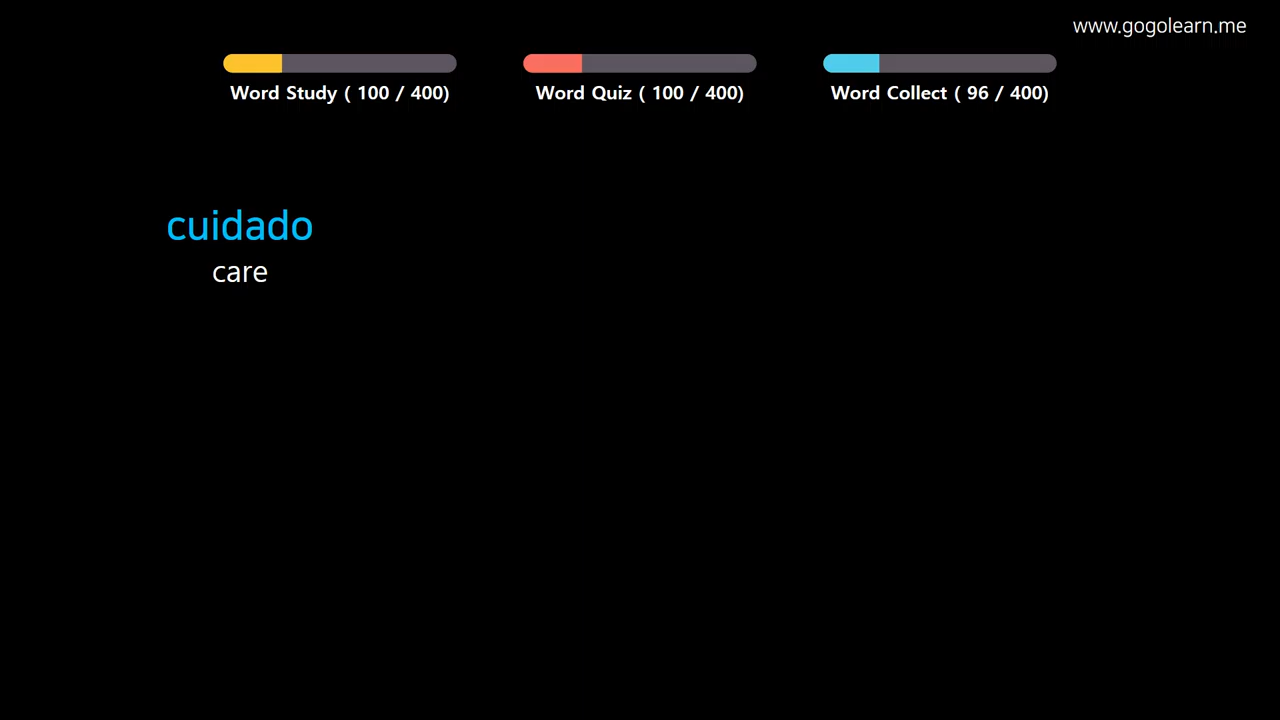 www.gogolearn.me
Word Study ( 100 / 400)
Word Quiz ( 100 / 400)
Word Collect ( 96 / 400)
cuidado
care